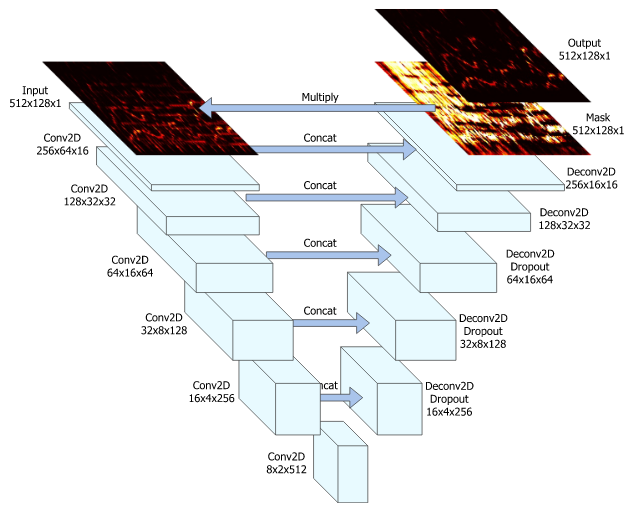 Input
512x128x1
Conv2D
256x64x16
Conv2D
128x32x32
Conv2D
64x16x64
Conv2D
32x8x128
Conv2D
16x4x256
Conv2D
8x2x512
Multiply
Concat
Concat
Concat
Concat
Output
512x128x1
Mask
512x128x1
Deconv2D
256x16x16
Deconv2D
128x32x32
Deconv2D
Dropout
64x16x64
Deconv2D
Dropout
32x8x128
Deconv2D
Dropout
16x4x256